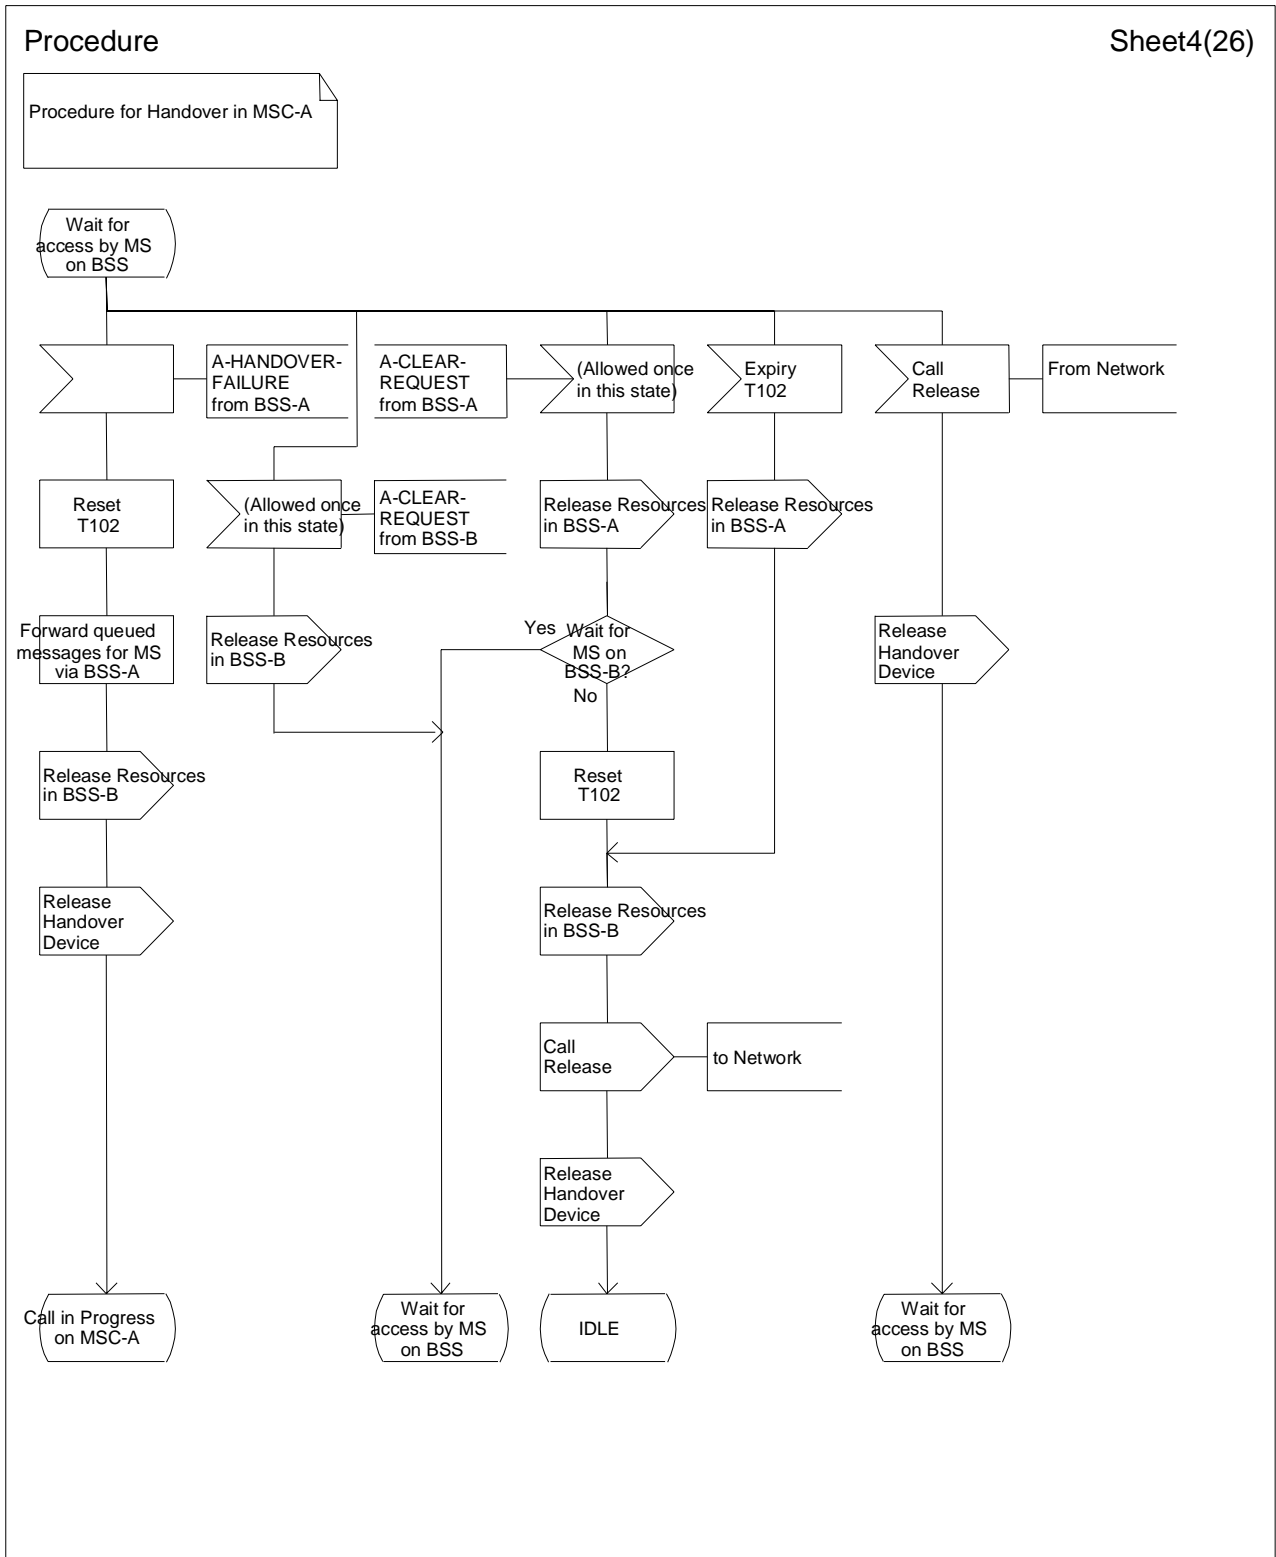 Procedure
Sheet4(26)
Procedure for Handover in MSC-A
Wait for
access by MS
on BSS
A-HANDOVER-
FAILURE
from BSS-A
A-CLEAR-
REQUEST
from BSS-A
(Allowed once
in this state)
Expiry
T102
Call
Release
From Network
Reset
T102
(Allowed once
in this state)
A-CLEAR-
REQUEST
from BSS-B
Release Resources
in BSS-A
Release Resources
in BSS-A
Forward queued
messages for MS
via BSS-A
Release Resources
in BSS-B
Yes
Wait for
MS on
BSS-B?
No
Release
Handover
Device
Release Resources
in BSS-B
Reset
T102
Release
Handover
Device
Release Resources
in BSS-B
Call
Release
to Network
Release
Handover
Device
Call in Progress
on MSC-A
Wait for
access by MS
on BSS
IDLE
Wait for
access by MS
on BSS